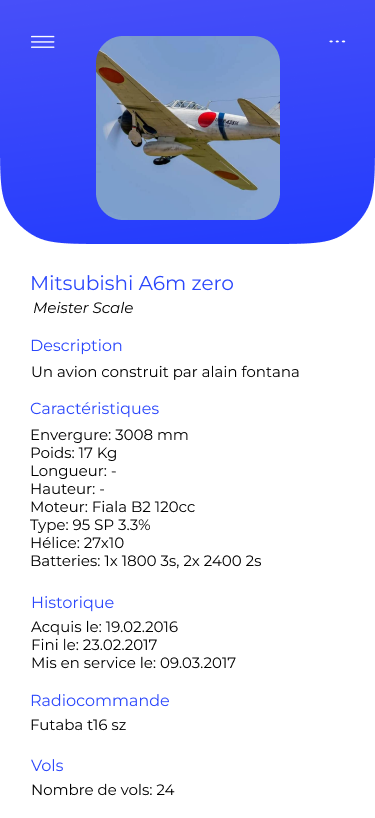 Mitsubishi A6m zero
Meister Scale
Description
Un avion construit par alain fontana
Caractéristiques
Envergure: 3008 mm
Poids: 17 Kg
Longueur: -
Hauteur: -
Moteur: Fiala B2 120cc
Type: 95 SP 3.3%
Hélice: 27x10
Batteries: 1x 1800 3s, 2x 2400 2s
Historique
Acquis le: 19.02.2016
Fini le: 23.02.2017
Mis en service le: 09.03.2017
Radiocommande
Futaba t16 sz
Vols
Nombre de vols: 24